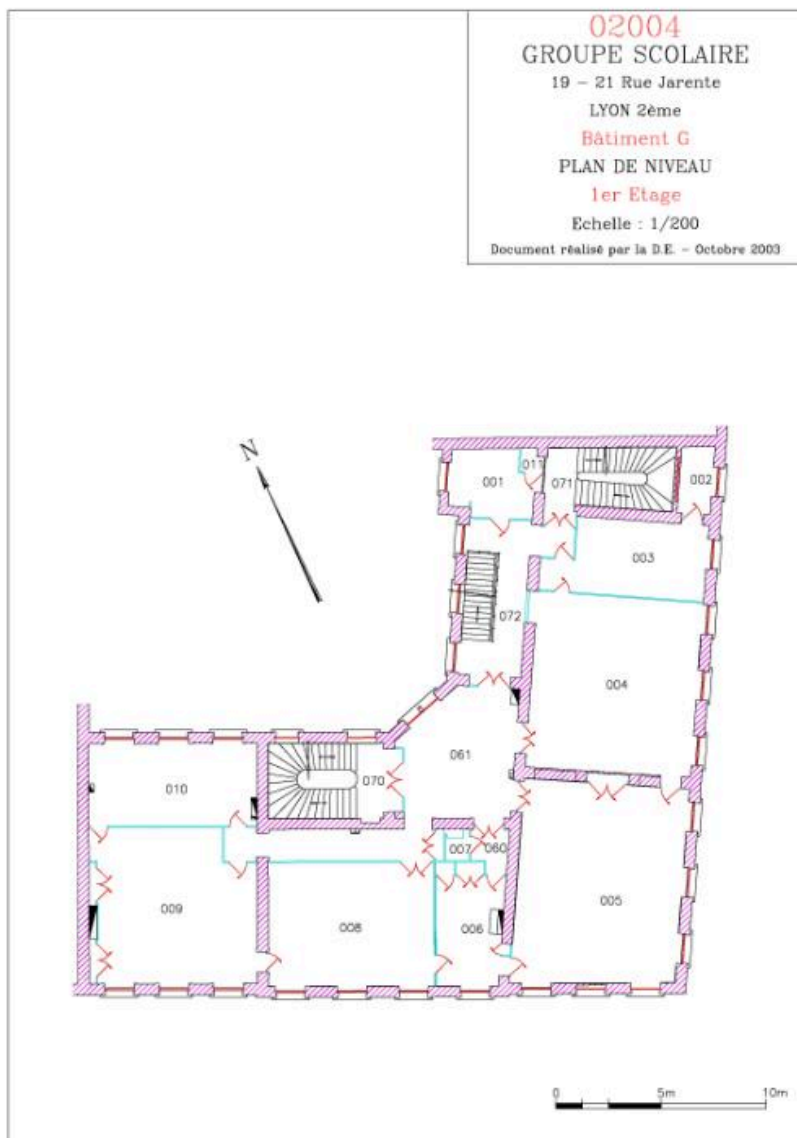 02004
GROUPE SCOLAIRE
19 – 21 Rue Jarente
LYON 2ème
Bâtiment G
PLAN DE NIVEAU
1er Etage
Echelle : 1/200
Document réalisé par la D.E. – Octobre 2003
N
001
011
071
002
003
072
004
061
070
010
007
060
009
008
006
005
0
5m
10m